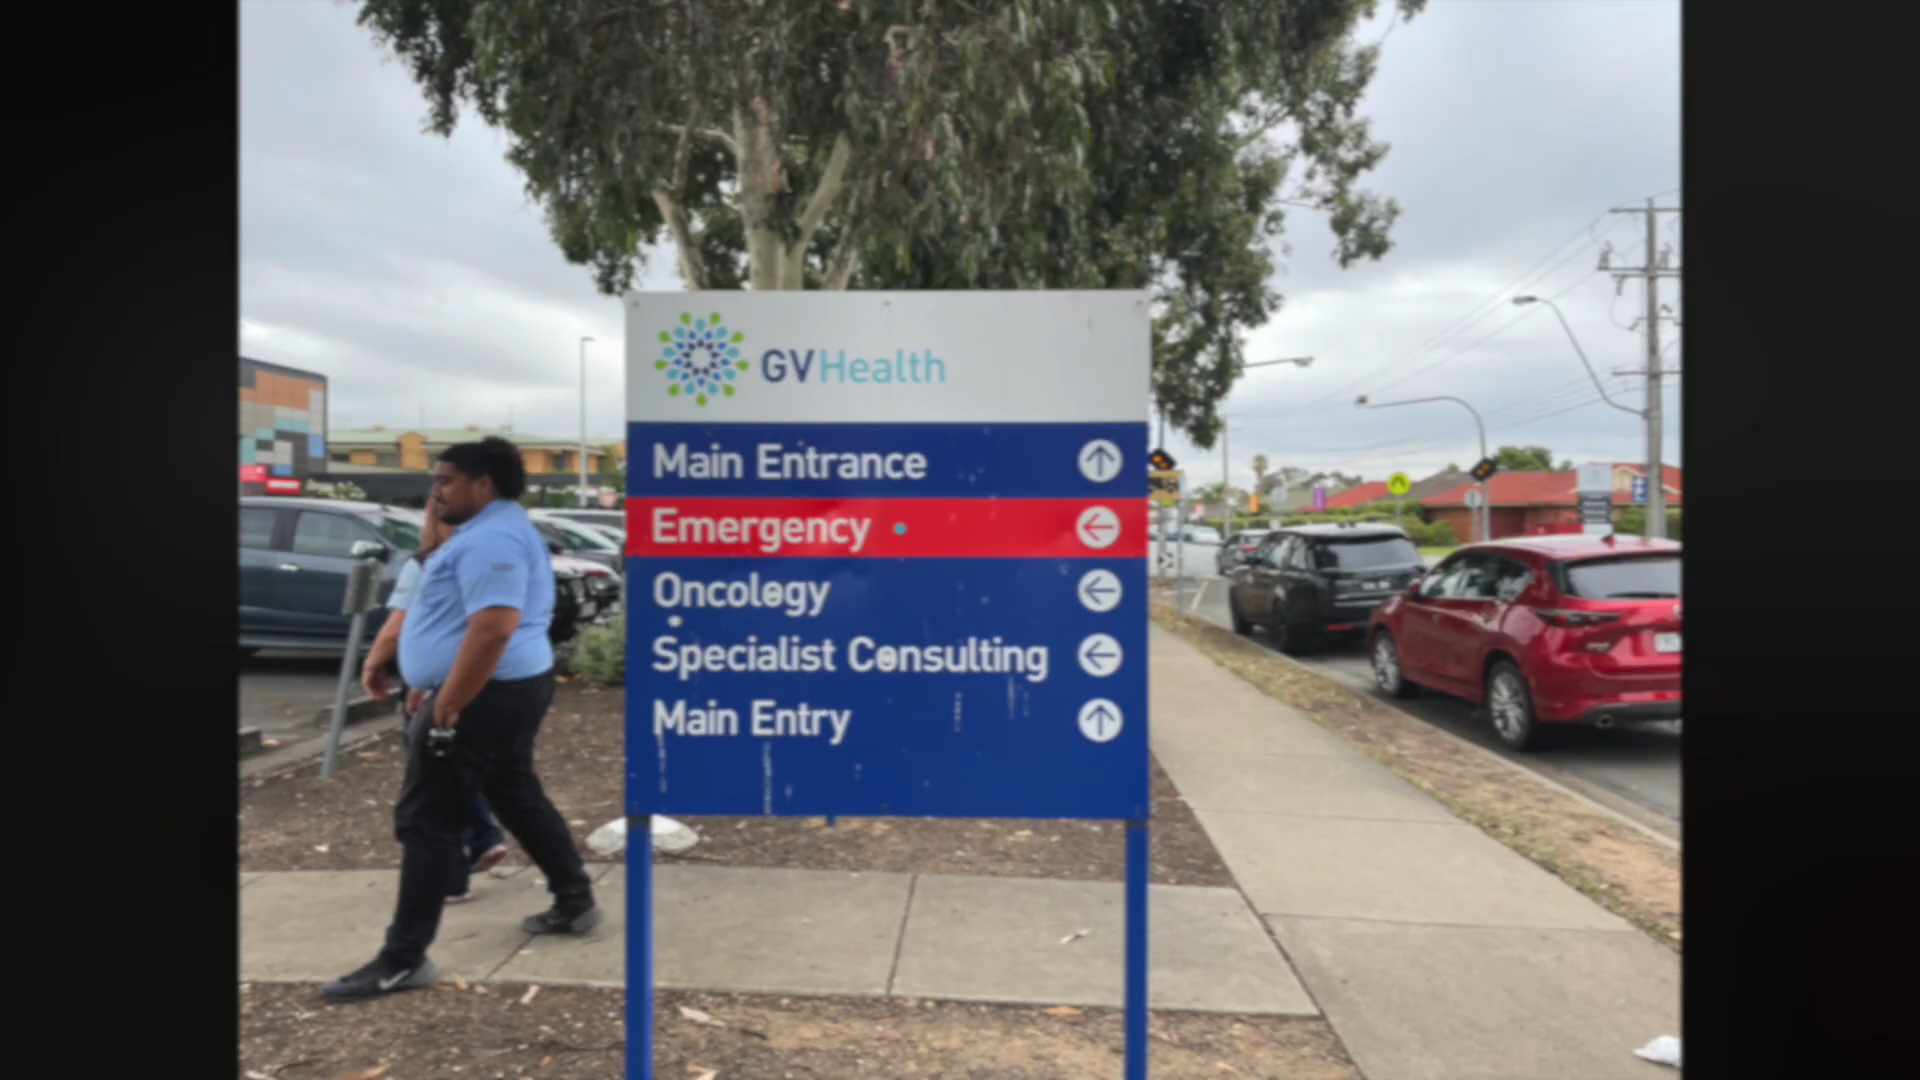 GVHealth
Main Entrance
Emergency
Oncology
Specialist Consulting
Main Entry